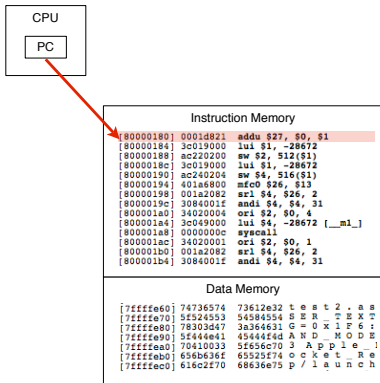 CPU
PC
Instruction Memory
[80000180] 0001d821 addu $27, $0, $1
[80000184] 3c019000 lui $1, -28672
[80000188] ac220200 sw $2, 512($1)
[8000018c] 3c019000 lui $1, -28672
[80000190] ac240204 sw $4, 516($1)
[80000194] 401a6800 mfc0 $26, $13
[80000198] 001a2082 srl $4, $26, 2
[8000019c] 3084001f andi $4, $4, 31
[800001a0] 34020004 ori $2, $0, 4
[800001a4] 3c049000 lui $4, -28672 [__m1_]
[800001a8] 0000000c syscall
[800001ac] 34020001 ori $2, $0, 1
[800001b0] 001a2082 srl $4, $26, 2
[800001b4] 3084001f andi $4, $4, 31
Data Memory
[7ffffe60] 74736574 73612e32 t e s t 2 . a s
[7ffffe70] 5f524553 54584554 S E R _ T E X T
[7ffffe80] 78303d47 3a364631 G = 0 x 1 F 6 :
[7ffffe90] 5f444e41 45444f4d A N D _ M O D E
[7ffffea0] 70410033 5f656c70 3 A p p l e _
[7ffffeb0] 656b636f 65525f74 o c k e t _ R e
[7ffffec0] 616c2f70 68636e75 p / l a u n c h